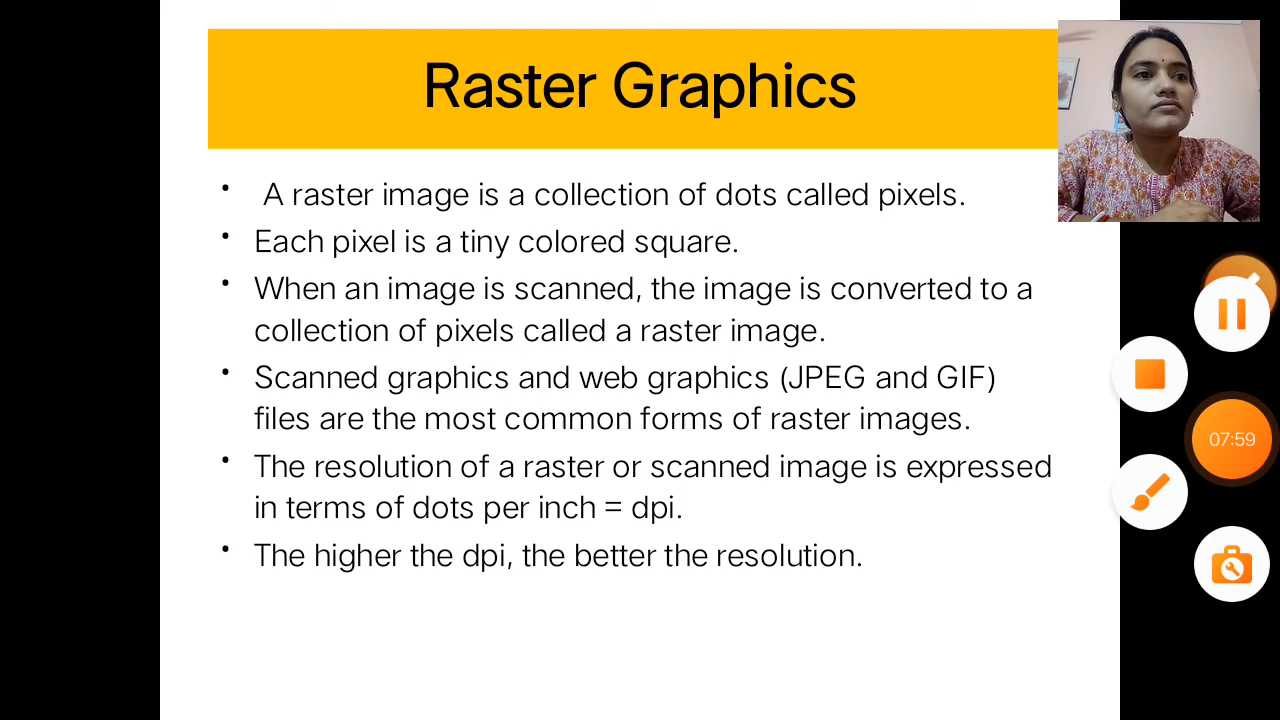 Raster Graphics
• A raster image is a collection of dots called pixels.
• Each pixel is a tiny colored square.
• When an image is scanned, the image is converted to a
collection of pixels called a raster image.
• Scanned graphics and web graphics (JPEG and GIF)
files are the most common forms of raster images.
• The resolution of a raster or scanned image is expressed
in terms of dots per inch = dpi.
• The higher the dpi, the better the resolution.
07:59